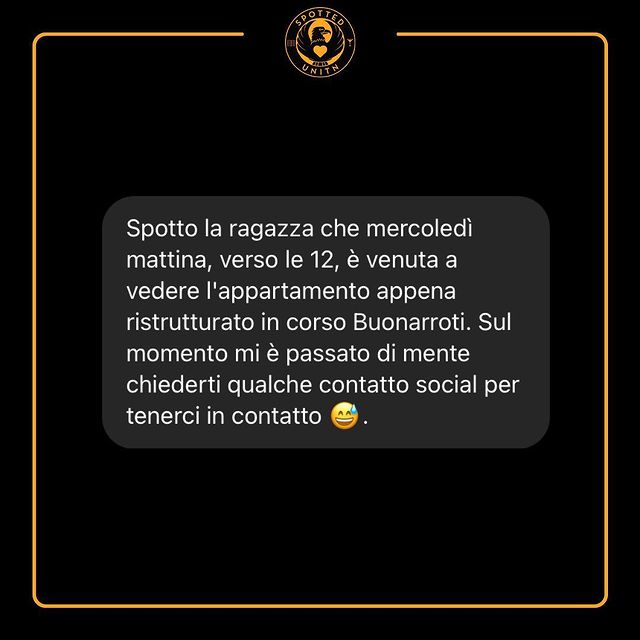 SPOTTED
UNITN
Spotto la ragazza che mercoledì
mattina, verso le 12, è venuta a
vedere l'appartamento appena
ristrutturato in corso Buonarroti. Sul
momento mi è passato di mente
chiederti qualche contatto social per
tenerci in contatto 😅.